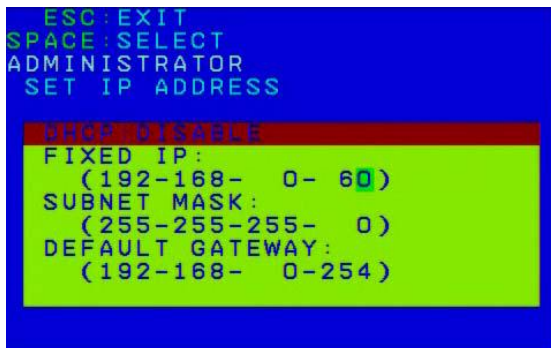 ESC:EXIT
SPACE:SELECT
ADMINISTRATOR
SET IP ADDRESS
DHCP:DISABLE
FIXED IP:
(192-168- 0- 60)
SUBNET MASK:
(255-255-255- 0)
DEFAULT GATEWAY:
(192-168- 0-254)